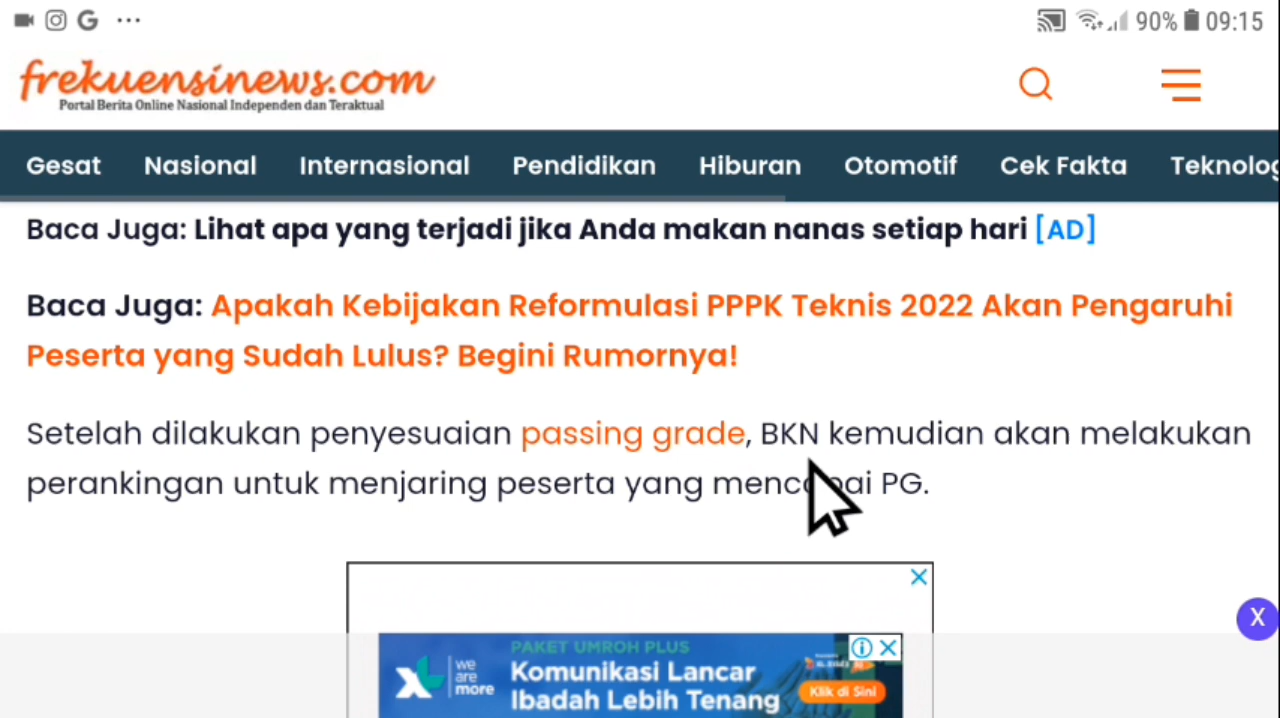 G ...
90% 09:15
frekuensinews.com
Portal Berita Online Nasional Independen dan Teraktual
Gesat Nasional Internasional Pendidikan Hiburan Otomotif Cek Fakta Teknolog
Baca Juga: Lihat apa yang terjadi jika Anda makan nanas setiap hari [AD]
Baca Juga: Apakah Kebijakan Reformulasi PPPK Teknis 2022 Akan Pengaruhi
Peserta yang Sudah Lulus? Begini Rumornya!
Setelah dilakukan penyesuaian passing grade, BKN kemudian akan melakukan
perankingan untuk menjaring peserta yang mencapai PG.
X
PAKET UMROH PLUS
XL we are more
Komunikasi Lancar
Ibadah Lebih Tenang
Klik di Sini